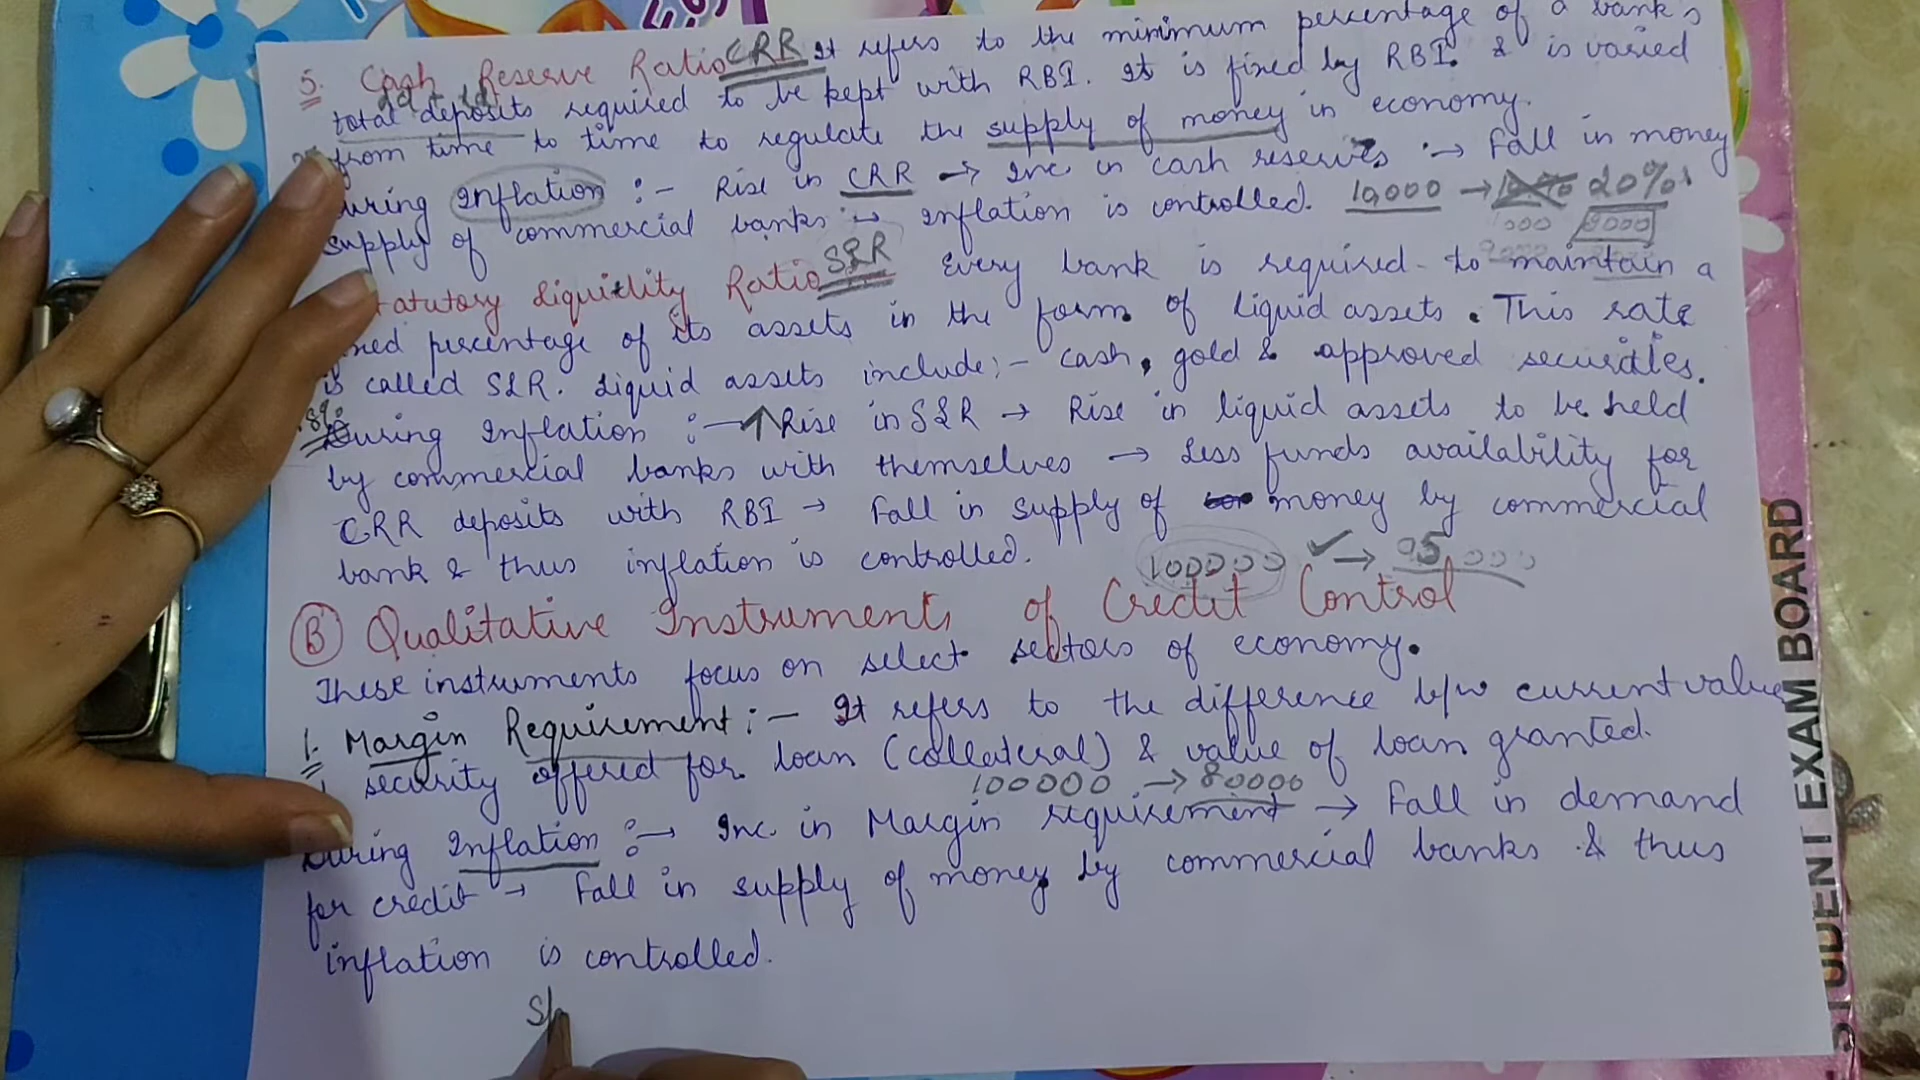 5. Cash Reserve Ratio CRR It refers to the minimum percentage of a bank's
total deposits required to be kept with RBI. It is fixed by RBI. & is varied
from time to time to regulate the supply of money in economy.
During Inflation :- Rise in CRR → Inc in cash reserves → Fall in money
supply of commercial banks → Inflation is controlled. 10,000 → 20%
1000 8000
tatutory Liquidity Ratio SLR Every bank is required to maintain a
percentage of its assets in the form of liquid assets. This rate
is called SLR. Liquid assets include :- cash, gold & approved securities.
During Inflation :→ ↑ Rise in SLR → Rise in liquid assets to be held
by commercial banks with themselves → Less funds availability for
CRR deposits with RBI → Fall in supply of money by commercial
bank & thus inflation is controlled. 100000 →
B Qualitative Instruments of Credit Control
These instruments focus on select sectors of economy.
1. Margin Requirement :- It refers to the difference b/w current value
security offered for loan (collateral) & value of loan granted.
100000 → 80000
During Inflation :→ Inc. in Margin requirement → Fall in demand
for credit → Fall in supply of money by commercial banks & thus
inflation is controlled.
STUDENT EXAM BOARD